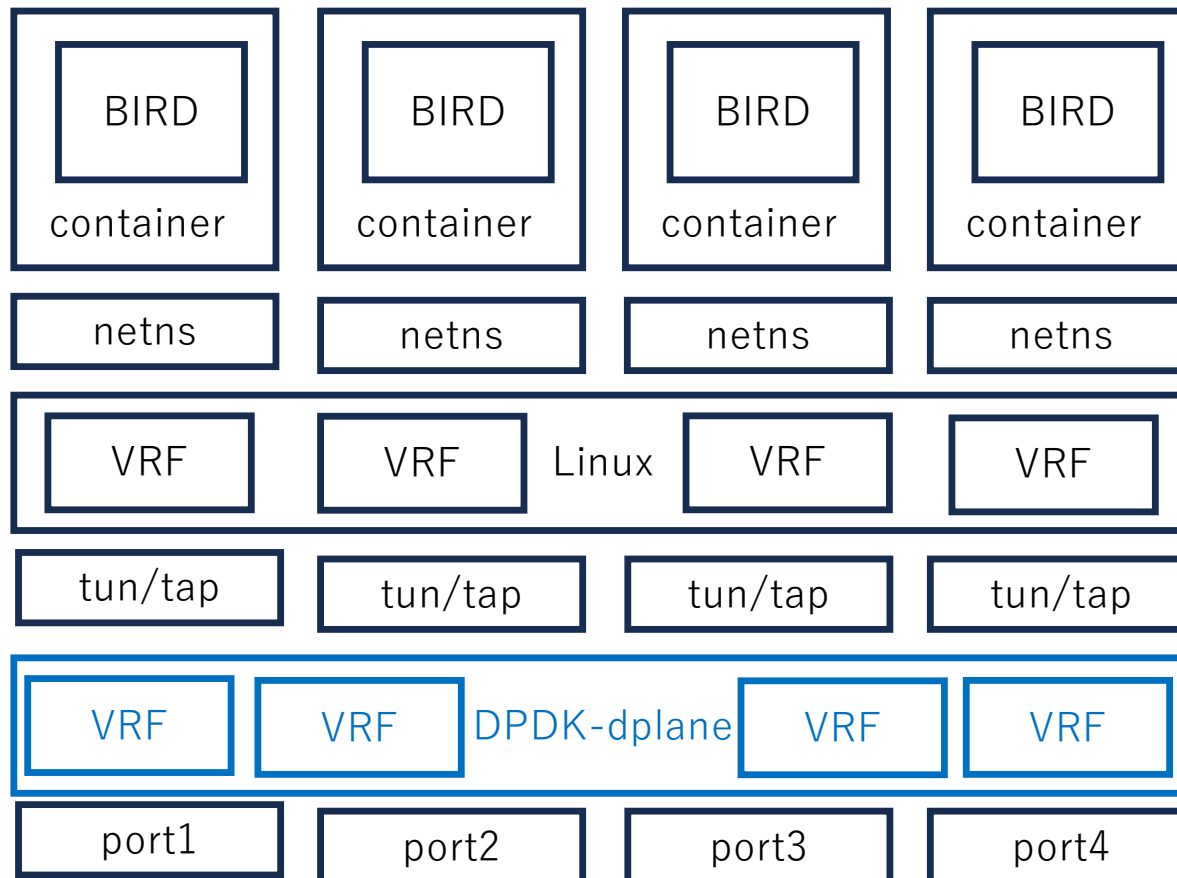 BIRD BIRD BIRD BIRD
container container container container
netns netns netns netns
VRF VRF Linux VRF VRF
tun/tap tun/tap tun/tap tun/tap
VRF VRF DPDK-dplane VRF VRF
port1 port2 port3 port4